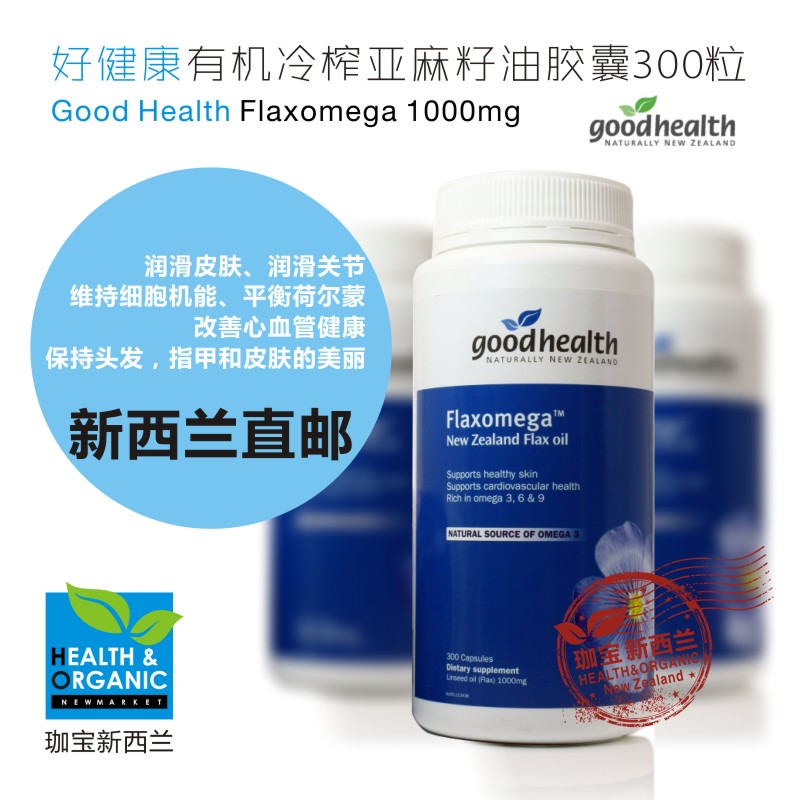 好健康有机冷榨亚麻籽油胶囊300粒
Good Health Flaxomega 1000mg
goodhealth
NATURALLY NEW ZEALAND
润滑皮肤、润滑关节
维持细胞机能、平衡荷尔蒙
改善心血管健康
保持头发，指甲和皮肤的美丽
新西兰直邮
goodhealth
NATURALLY NEW ZEALAND
Flaxomega™
New Zealand Flax oil
Supports healthy skin
Supports cardiovascular health
Rich in omega 3, 6 & 9
NATURAL SOURCE OF OMEGA 3
300 Capsules
Dietary supplement
Linseed oil (Flax) 1000mg
珈宝新西兰
HEALTH&ORGANIC
New Zealand
HEALTH &
ORGANIC
NEWMARKET
珈宝新西兰